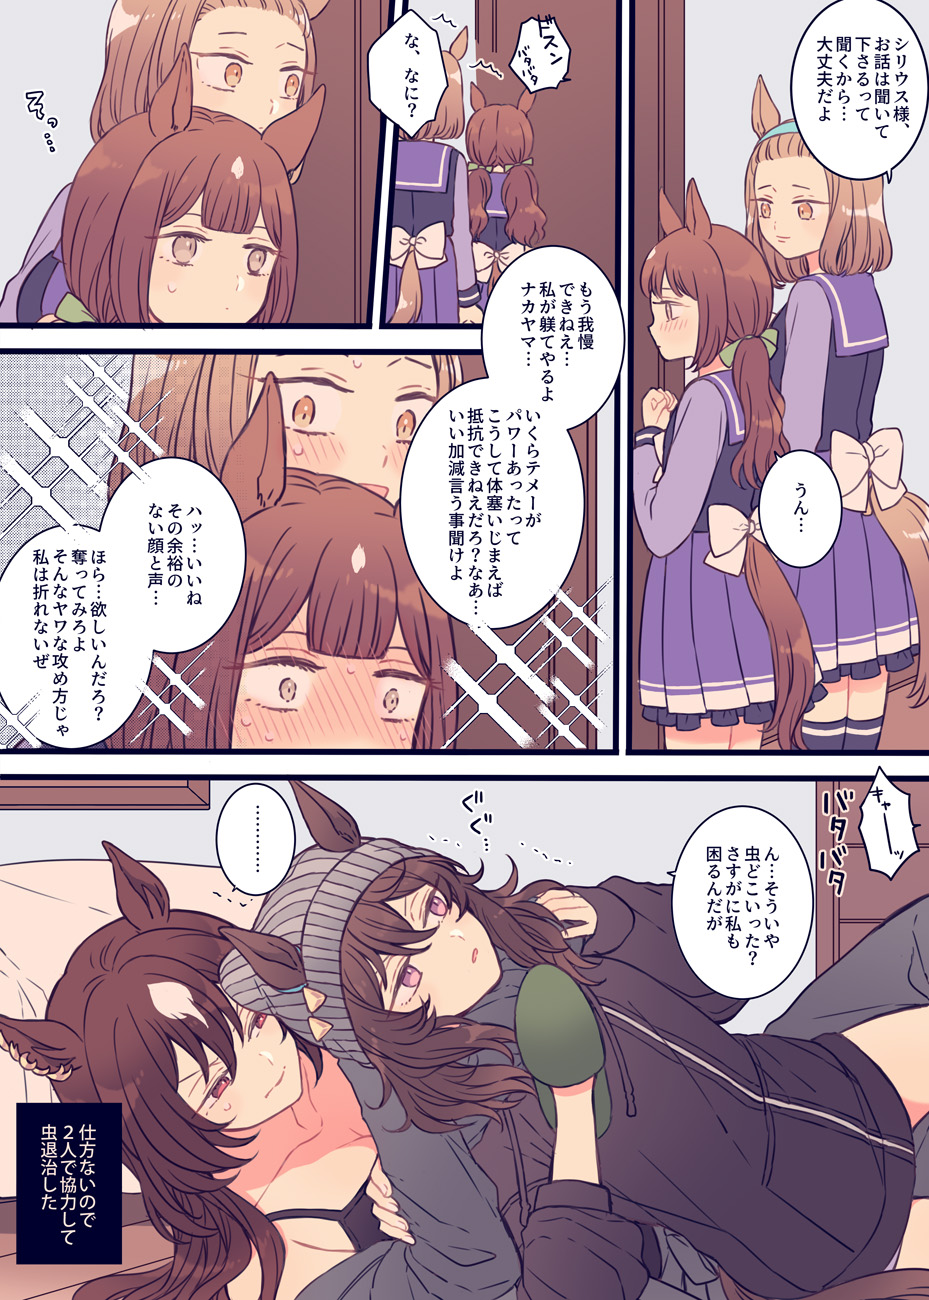 シリウス様、
お話は聞いて
下さるって
聞くから…
大丈夫だよ
うん…
ドスン
バタバタ
な、なに？
そっ…
もう我慢
できねえ…
私が躾てやるよ
ナカヤマ…
いくらテメーが
パワーあったって
こうして体塞いじまえば
抵抗できねえだろ？なあ…
いい加減言う事聞けよ
ハッ…いいね
その余裕の
ない顔と声…
ほら…欲しいんだろ？
奪ってみろよ
そんなヤワな攻め方じゃ
私は折れないぜ
キャーーッ
バタバタ
ん…そういや
虫どこいった？
さすがに私も
困るんだが
ぐぐ…
………
仕方ないので
2人で協力して
虫退治した